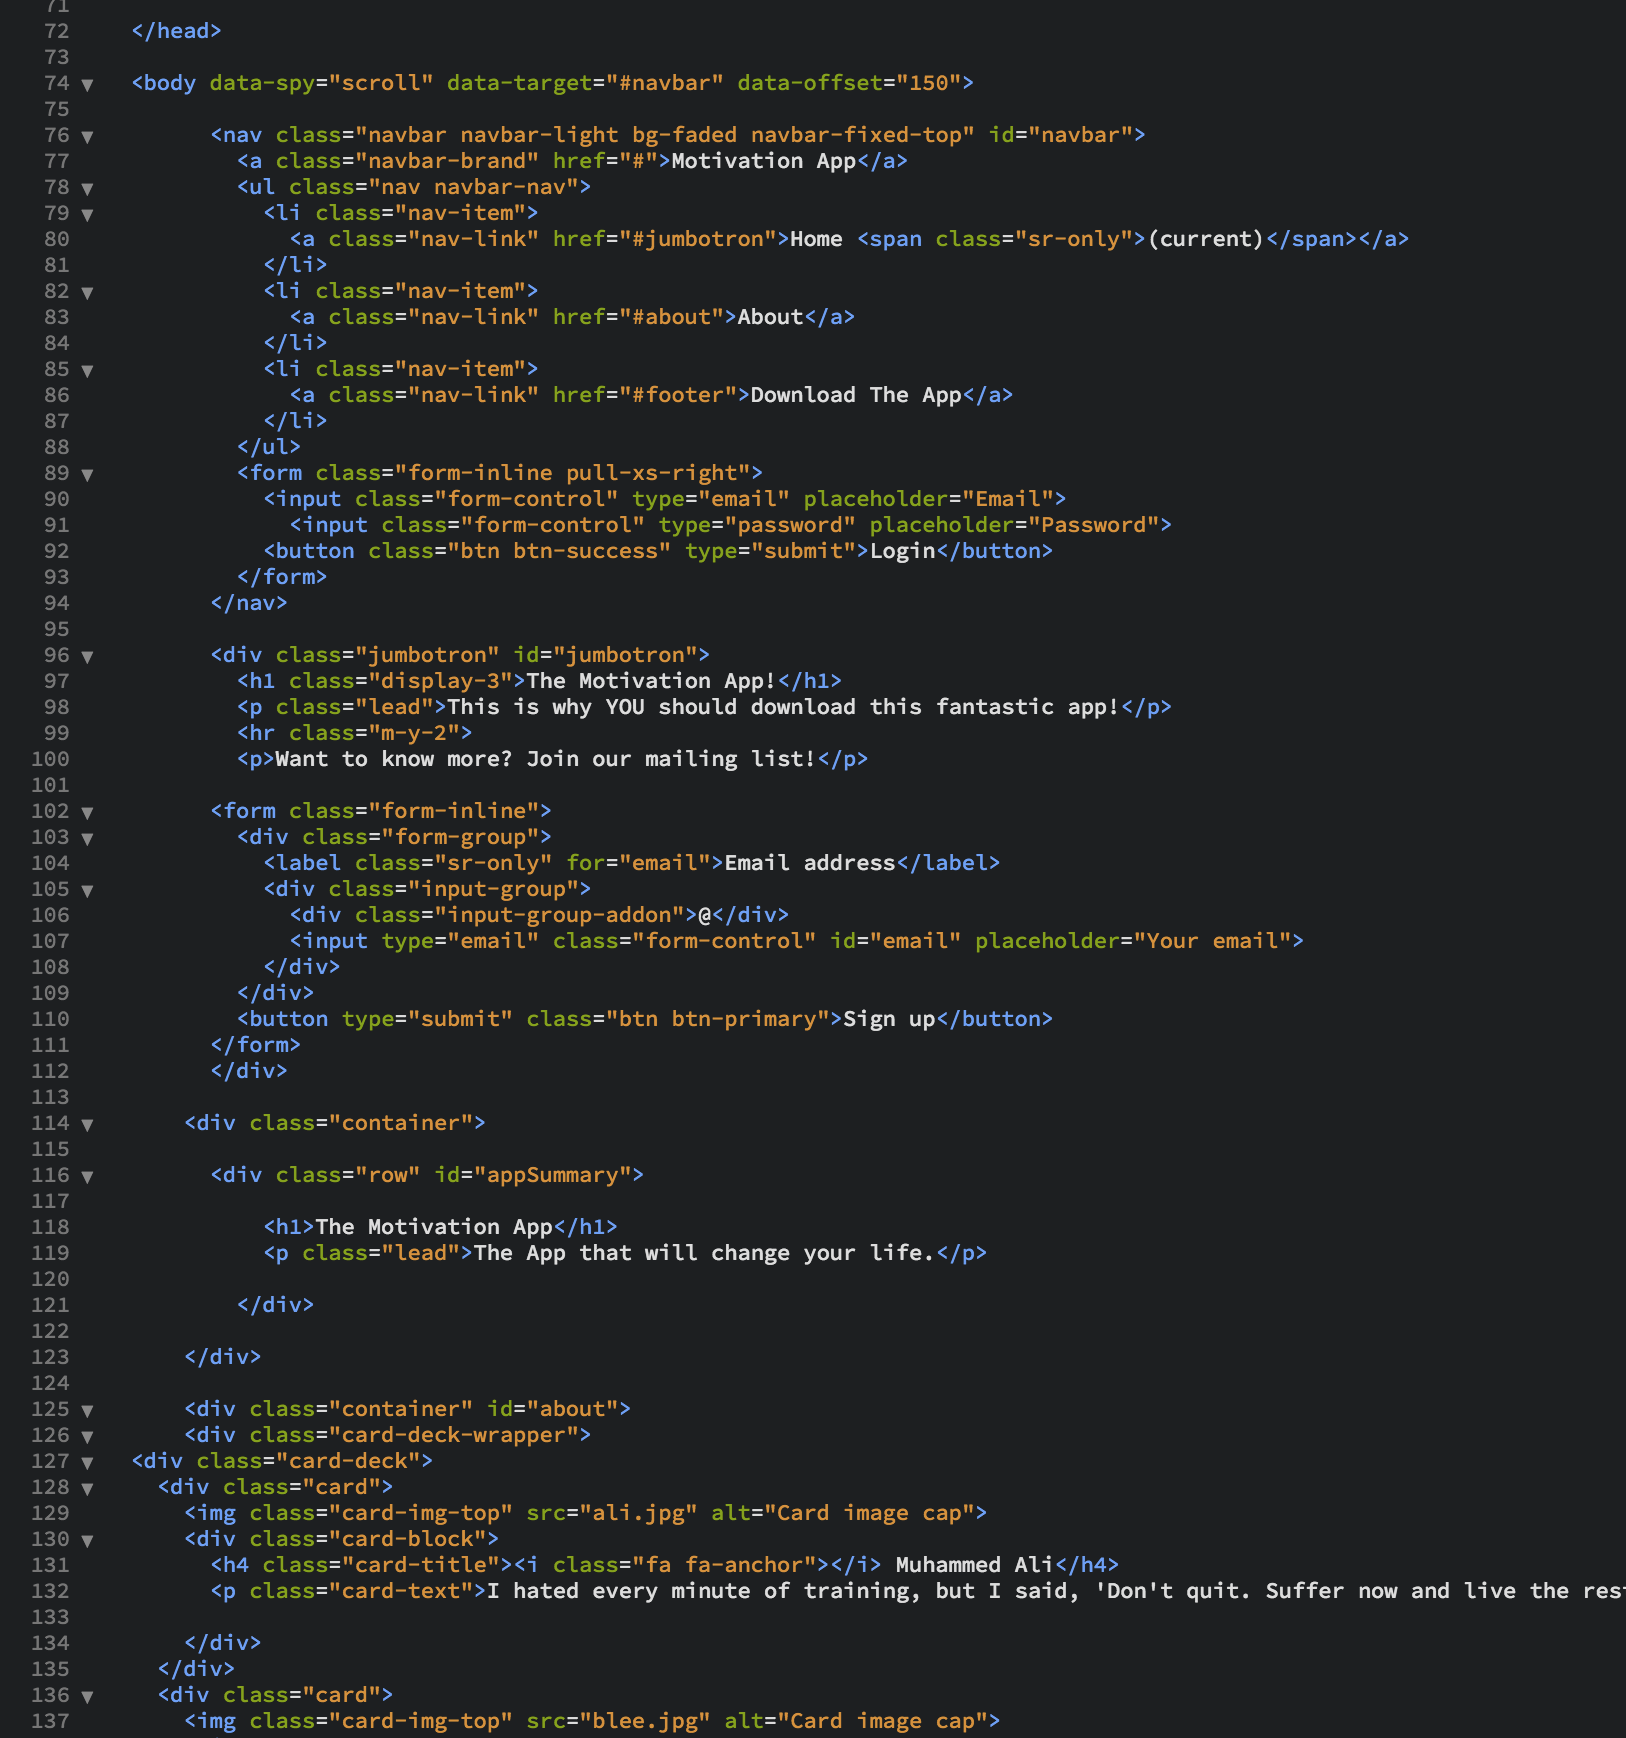 71
72 </head>
73
74 ▼ <body data-spy="scroll" data-target="#navbar" data-offset="150">
75
76 ▼ <nav class="navbar navbar-light bg-faded navbar-fixed-top" id="navbar">
77 <a class="navbar-brand" href="#">Motivation App</a>
78 ▼ <ul class="nav navbar-nav">
79 ▼ <li class="nav-item">
80 <a class="nav-link" href="#jumbotron">Home <span class="sr-only">(current)</span></a>
81 </li>
82 ▼ <li class="nav-item">
83 <a class="nav-link" href="#about">About</a>
84 </li>
85 ▼ <li class="nav-item">
86 <a class="nav-link" href="#footer">Download The App</a>
87 </li>
88 </ul>
89 ▼ <form class="form-inline pull-xs-right">
90 <input class="form-control" type="email" placeholder="Email">
91 <input class="form-control" type="password" placeholder="Password">
92 <button class="btn btn-success" type="submit">Login</button>
93 </form>
94 </nav>
95
96 ▼ <div class="jumbotron" id="jumbotron">
97 <h1 class="display-3">The Motivation App!</h1>
98 <p class="lead">This is why YOU should download this fantastic app!</p>
99 <hr class="m-y-2">
100 <p>Want to know more? Join our mailing list!</p>
101
102 ▼ <form class="form-inline">
103 ▼ <div class="form-group">
104 <label class="sr-only" for="email">Email address</label>
105 ▼ <div class="input-group">
106 <div class="input-group-addon">@</div>
107 <input type="email" class="form-control" id="email" placeholder="Your email">
108 </div>
109 </div>
110 <button type="submit" class="btn btn-primary">Sign up</button>
111 </form>
112 </div>
113
114 ▼ <div class="container">
115
116 ▼ <div class="row" id="appSummary">
117
118 <h1>The Motivation App</h1>
119 <p class="lead">The App that will change your life.</p>
120
121 </div>
122
123 </div>
124
125 ▼ <div class="container" id="about">
126 ▼ <div class="card-deck-wrapper">
127 ▼ <div class="card-deck">
128 ▼ <div class="card">
129 <img class="card-img-top" src="ali.jpg" alt="Card image cap">
130 ▼ <div class="card-block">
131 <h4 class="card-title"><i class="fa fa-anchor"></i> Muhammed Ali</h4>
132 <p class="card-text">I hated every minute of training, but I said, 'Don't quit. Suffer now and live the res
133
134 </div>
135 </div>
136 ▼ <div class="card">
137 <img class="card-img-top" src="blee.jpg" alt="Card image cap">